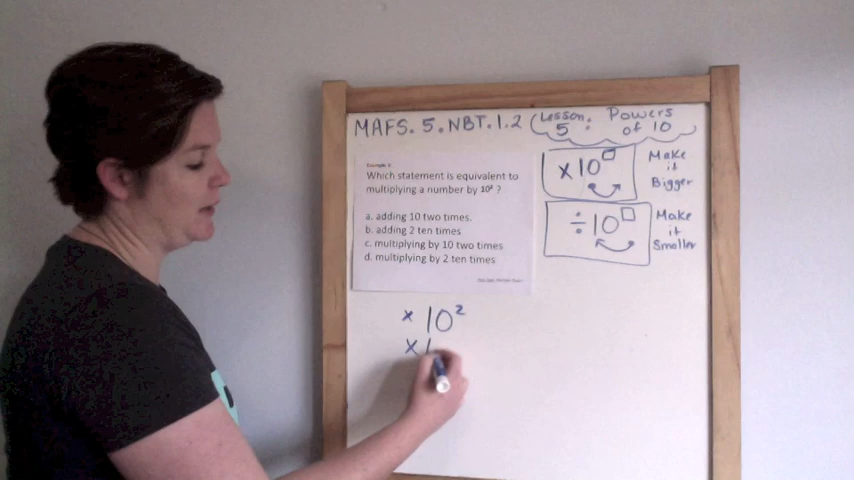 MAFS.5.NBT.1.2 (Lesson 5: Powers of 10
Which statement is equivalent to
multiplying a number by 10² ?
a. adding 10 two times.
b. adding 2 ten times
c. multiplying by 10 two times
d. multiplying by 2 ten times
x10□
Make
it
Bigger
÷10□
Make
it
Smaller
x 10²
x 1